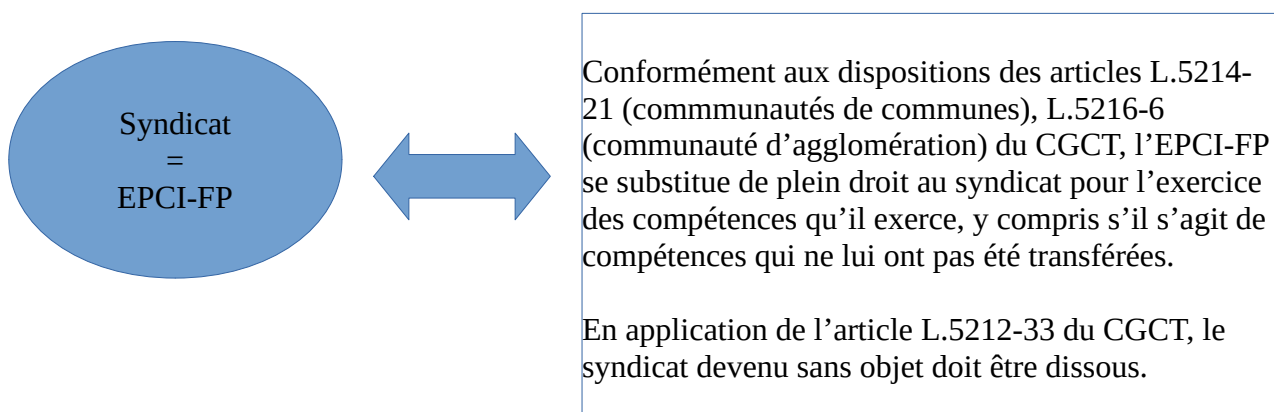 Syndicat
=
EPCI-FP
Conformément aux dispositions des articles L.5214-
21 (commmunautés de communes), L.5216-6
(communauté d’agglomération) du CGCT, l’EPCI-FP
se substitue de plein droit au syndicat pour l’exercice
des compétences qu’il exerce, y compris s’il s’agit de
compétences qui ne lui ont pas été transférées.
En application de l’article L.5212-33 du CGCT, le
syndicat devenu sans objet doit être dissous.